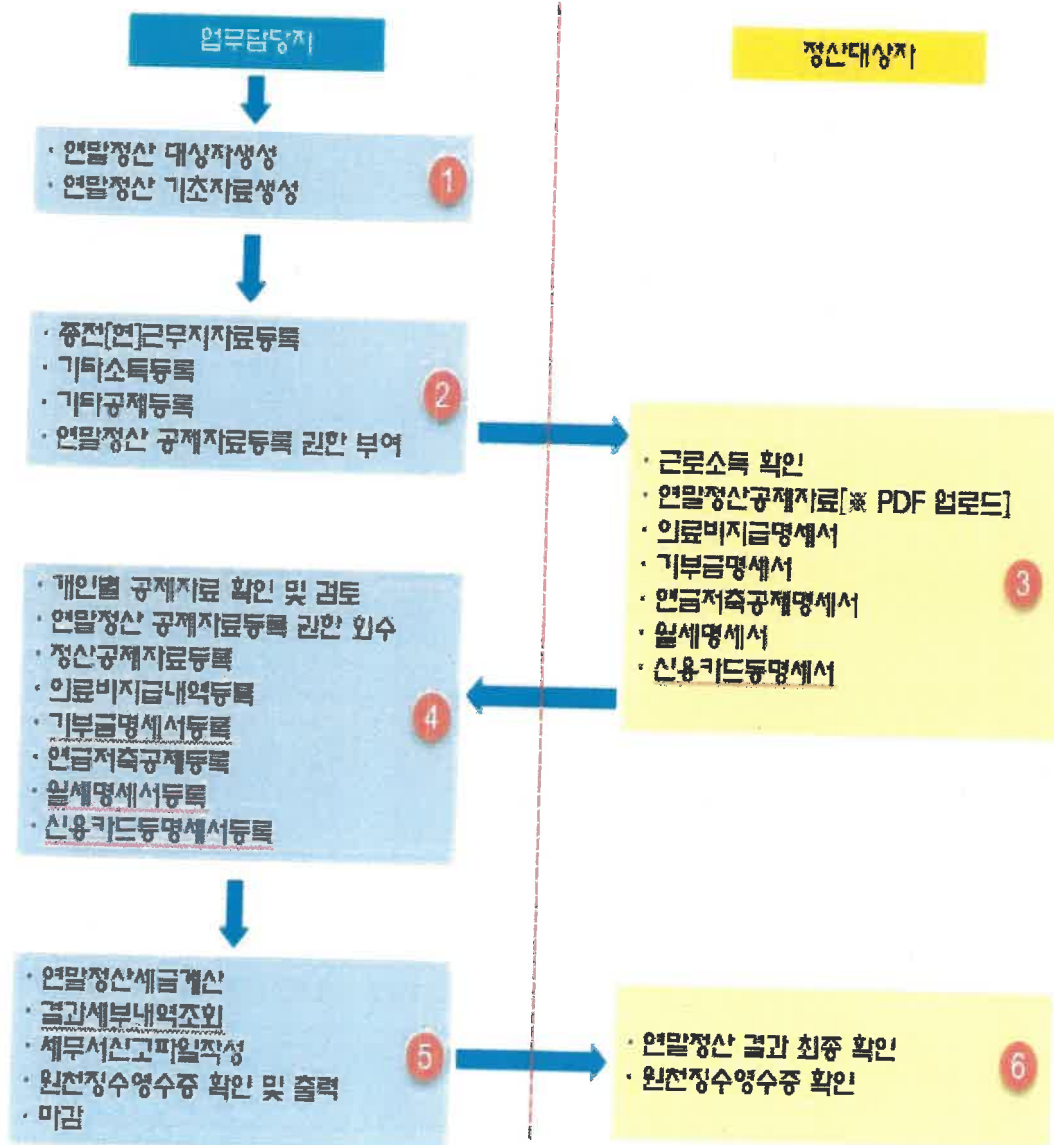 업무담당자
정산대상자
· 연말정산 대상자생성
· 연말정산 기초자료생성
1
· 종전[현]근무지자료등록
· 기타소득등록
· 기타공제등록
· 연말정산 공제자료등록 권한 부여
2
· 근로소득 확인
· 연말정산공제자료[※ PDF 업로드]
· 의료비지급명세서
· 기부금명세서
· 연금저축공제명세서
· 월세명세서
· 신용카드등명세서
3
· 개인별 공제자료 확인 및 검토
· 연말정산 공제자료등록 권한 회수
· 정산공제자료등록
· 의료비지급내역등록
· 기부금명세서등록
· 연금저축공제등록
· 월세명세서등록
· 신용카드등명세서등록
4
· 연말정산세금계산
· 결과세부내역조회
· 세무서신고파일작성
· 원천징수영수증 확인 및 출력
· 마감
5
· 연말정산 결과 최종 확인
· 원천징수영수증 확인
6